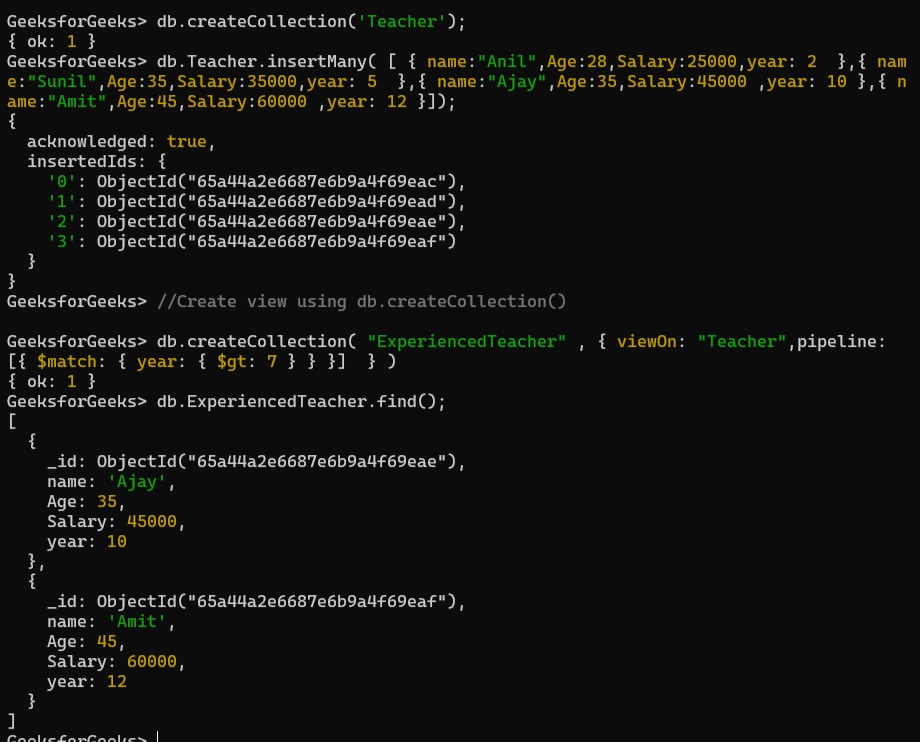 GeeksforGeeks> db.createCollection('Teacher');
{ ok: 1 }
GeeksforGeeks> db.Teacher.insertMany( [ { name:"Anil",Age:28,Salary:25000,year: 2  },{ nam
e:"Sunil",Age:35,Salary:35000,year: 5  },{ name:"Ajay",Age:35,Salary:45000 ,year: 10 },{ n
ame:"Amit",Age:45,Salary:60000 ,year: 12 }]);
{
  acknowledged: true,
  insertedIds: {
    '0': ObjectId("65a44a2e6687e6b9a4f69eac"),
    '1': ObjectId("65a44a2e6687e6b9a4f69ead"),
    '2': ObjectId("65a44a2e6687e6b9a4f69eae"),
    '3': ObjectId("65a44a2e6687e6b9a4f69eaf")
  }
}
GeeksforGeeks> //Create view using db.createCollection()
GeeksforGeeks> db.createCollection( "ExperiencedTeacher" , { viewOn: "Teacher",pipeline:
[{ $match: { year: { $gt: 7 } } }]  } )
{ ok: 1 }
GeeksforGeeks> db.ExperiencedTeacher.find();
[
  {
    _id: ObjectId("65a44a2e6687e6b9a4f69eae"),
    name: 'Ajay',
    Age: 35,
    Salary: 45000,
    year: 10
  },
  {
    _id: ObjectId("65a44a2e6687e6b9a4f69eaf"),
    name: 'Amit',
    Age: 45,
    Salary: 60000,
    year: 12
  }
]
GeeksforGeeks>